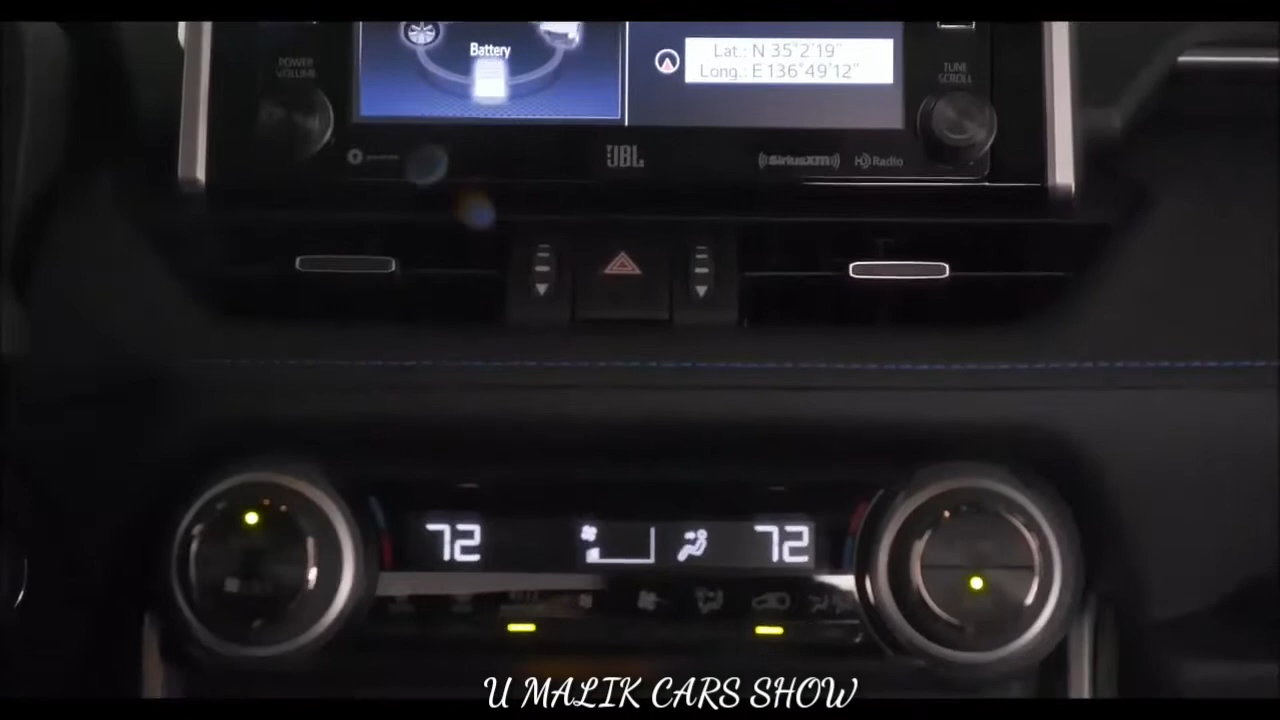 Battery
Lat.: N 35°2'19"
Long.: E 136°49'12"
POWER
VOLUME
TUNE
SCROLL
JBL
SiriusXM
HD Radio
72
72
U MALIK CARS SHOW